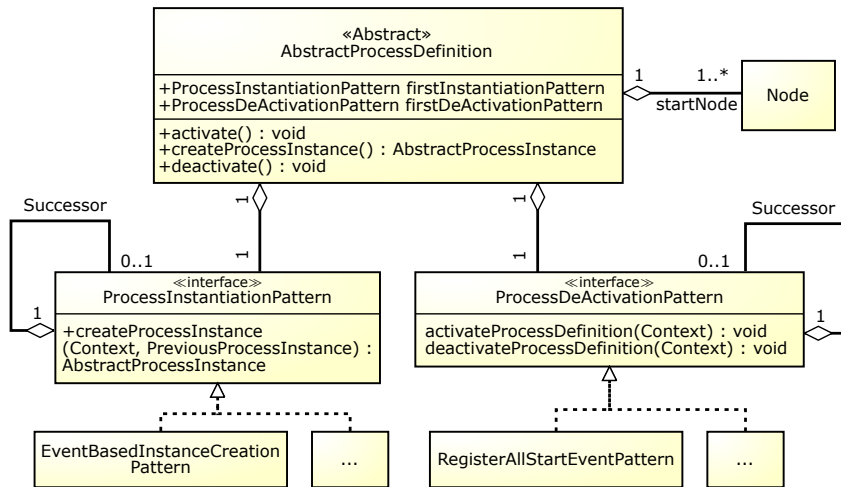 «Abstract»
AbstractProcessDefinition
+ProcessInstantiationPattern firstInstantiationPattern
+ProcessDeActivationPattern firstDeActivationPattern
+activate() : void
+createProcessInstance() : AbstractProcessInstance
+deactivate() : void
1
1..*
startNode
Node
1
1
1
1
Successor
0..1
1
«interface»
ProcessInstantiationPattern
+createProcessInstance
(Context, PreviousProcessInstance) :
AbstractProcessInstance
Successor
0..1
1
«interface»
ProcessDeActivationPattern
activateProcessDefinition(Context) : void
deactivateProcessDefinition(Context) : void
EventBasedInstanceCreation
Pattern
...
RegisterAllStartEventPattern
...